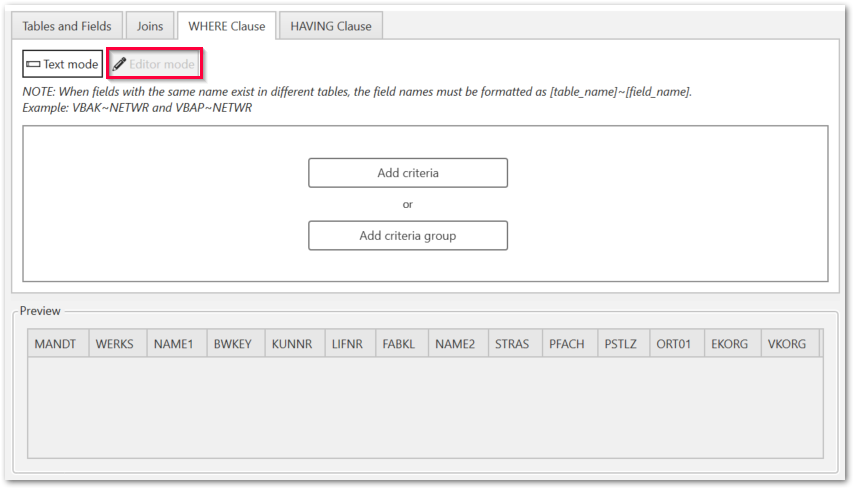 Tables and Fields Joins WHERE Clause HAVING Clause
Text mode Editor mode
NOTE: When fields with the same name exist in different tables, the field names must be formatted as [table_name]~[field_name].
Example: VBAK~NETWR and VBAP~NETWR
Add criteria
or
Add criteria group
Preview
MANDT WERKS NAME1 BWKEY KUNNR LIFNR FABKL NAME2 STRAS PFACH PSTLZ ORT01 EKORG VKORG